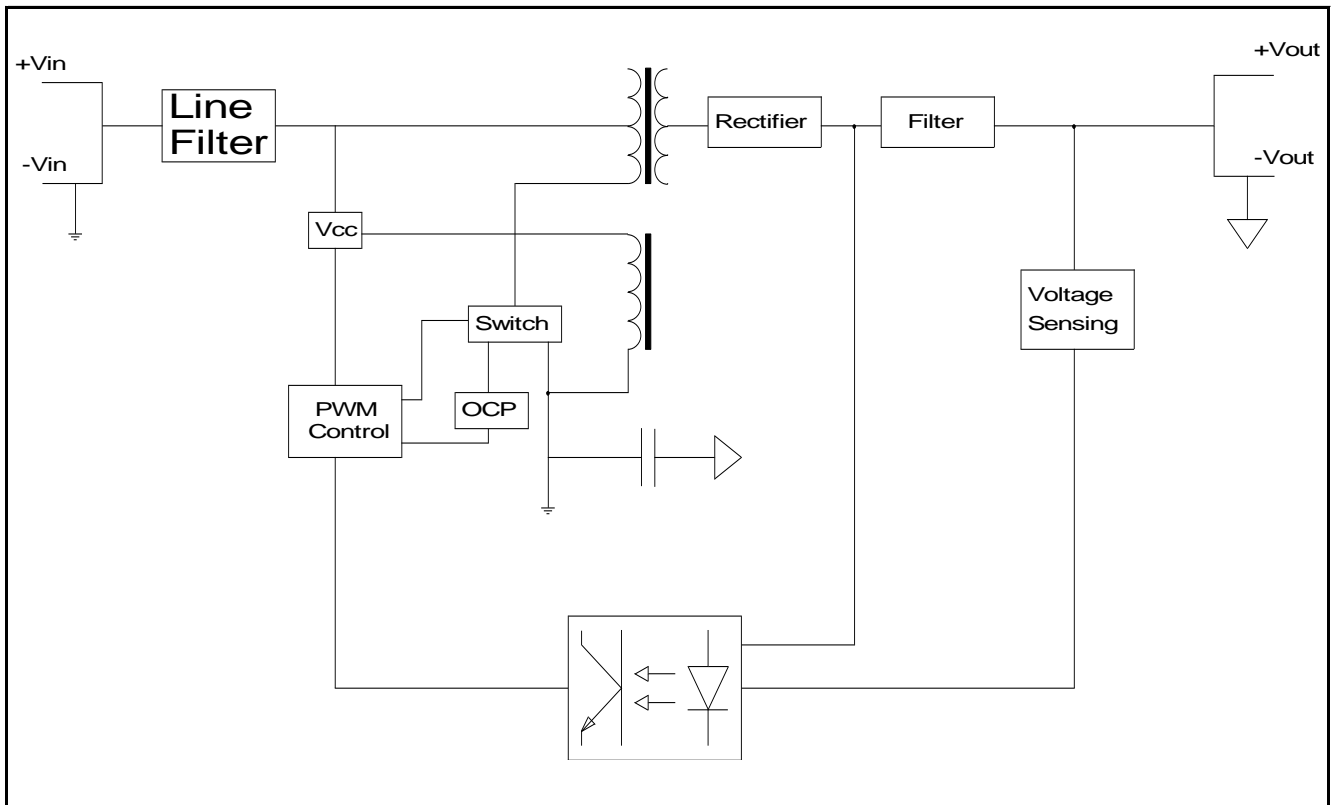 +Vin
-Vin
Line
Filter
Rectifier
Filter
+Vout
-Vout
Vcc
Switch
Voltage
Sensing
PWM
Control
OCP